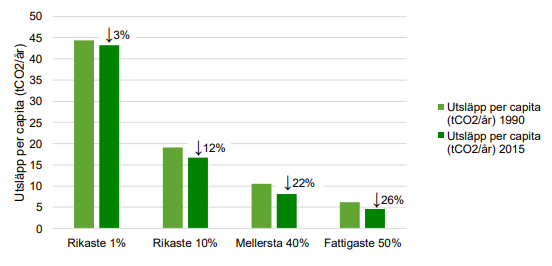 Utsläpp per capita (tCO2/år)
50
45
40
35
30
25
20
15
10
5
0
↓3%
↓12%
↓22%
↓26%
Rikaste 1%
Rikaste 10%
Mellersta 40%
Fattigaste 50%
Utsläpp per capita
(tCO2/år) 1990
Utsläpp per capita
(tCO2/år) 2015